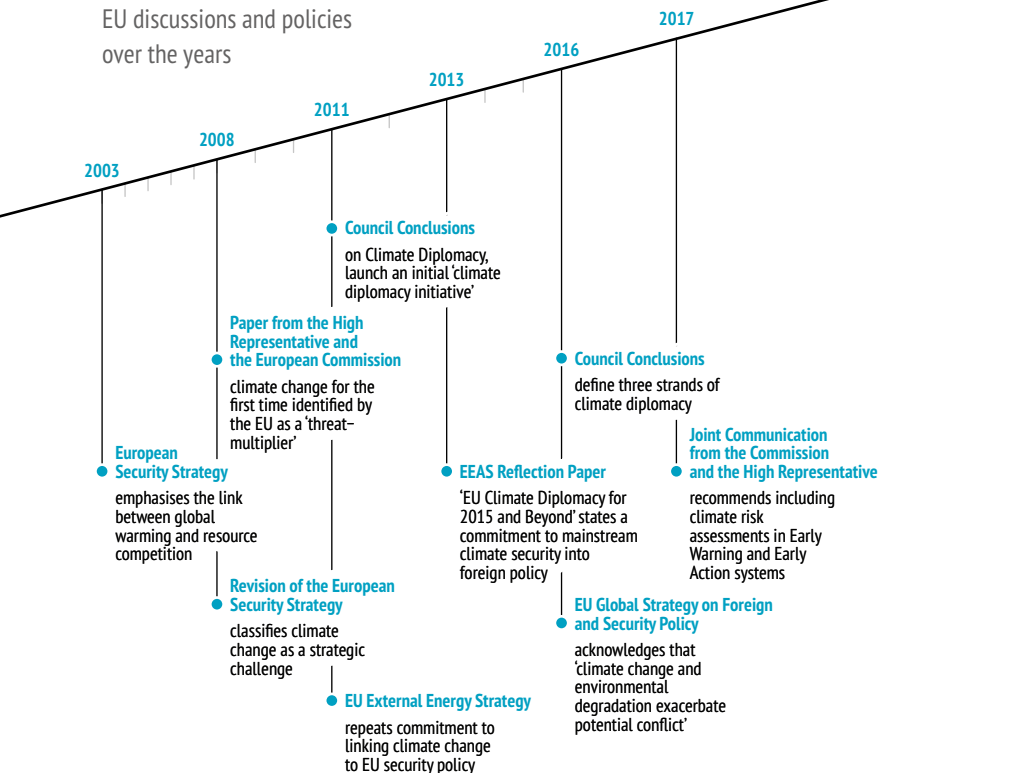 EU discussions and policies
over the years
2003
2008
2011
2013
2016
2017
European
Security Strategy
emphasises the link
between global
warming and resource
competition
Paper from the High
Representative and
the European Commission
climate change for the
first time identified by
the EU as a ‘threat–
multiplier’
Revision of the European
Security Strategy
classifies climate
change as a strategic
challenge
Council Conclusions
on Climate Diplomacy,
launch an initial ‘climate
diplomacy initiative’
EU External Energy Strategy
repeats commitment to
linking climate change
to EU security policy
EEAS Reflection Paper
‘EU Climate Diplomacy for
2015 and Beyond’ states a
commitment to mainstream
climate security into
foreign policy
Council Conclusions
define three strands of
climate diplomacy
EU Global Strategy on Foreign
and Security Policy
acknowledges that
‘climate change and
environmental
degradation exacerbate
potential conflict’
Joint Communication
from the Commission
and the High Representative
recommends including
climate risk
assessments in Early
Warning and Early
Action systems